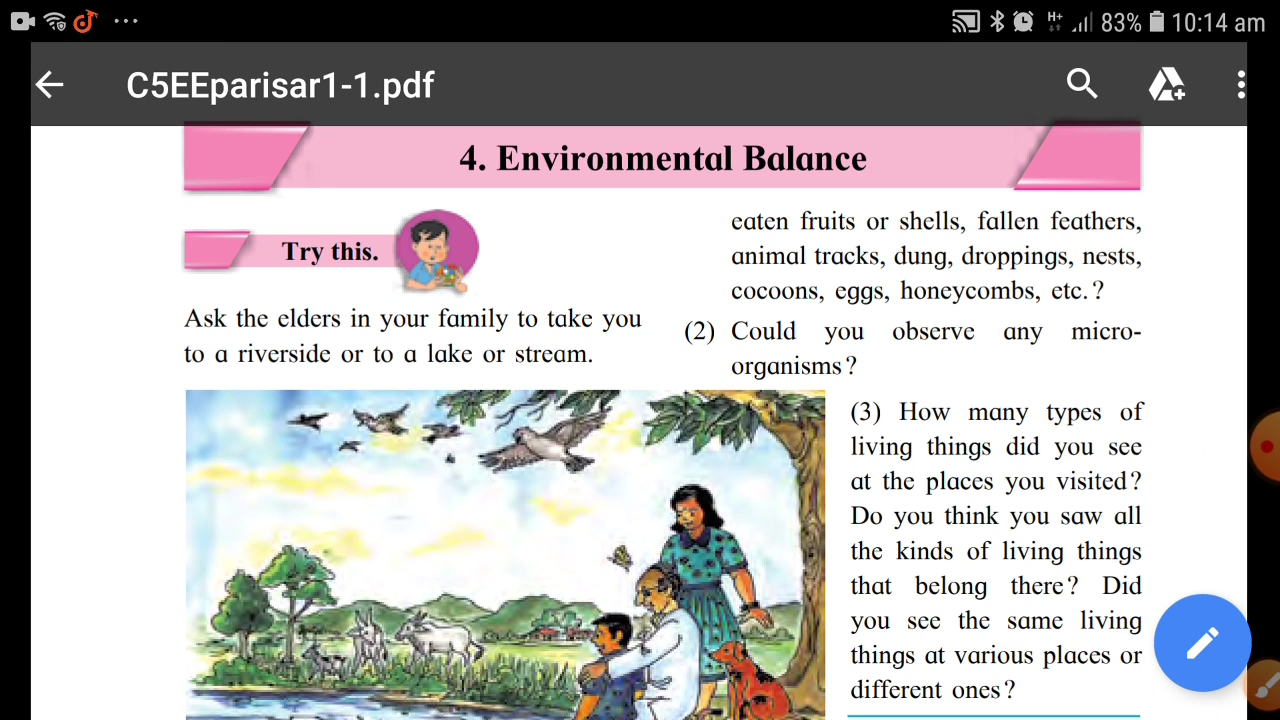 H+
83%
10:14 am
C5EEparisar1-1.pdf
4. Environmental Balance
Try this.
Ask the elders in your family to take you
to a riverside or to a lake or stream.
eaten fruits or shells, fallen feathers,
animal tracks, dung, droppings, nests,
cocoons, eggs, honeycombs, etc.?
(2) Could you observe any micro-
organisms?
(3) How many types of
living things did you see
at the places you visited?
Do you think you saw all
the kinds of living things
that belong there? Did
you see the same living
things at various places or
different ones?